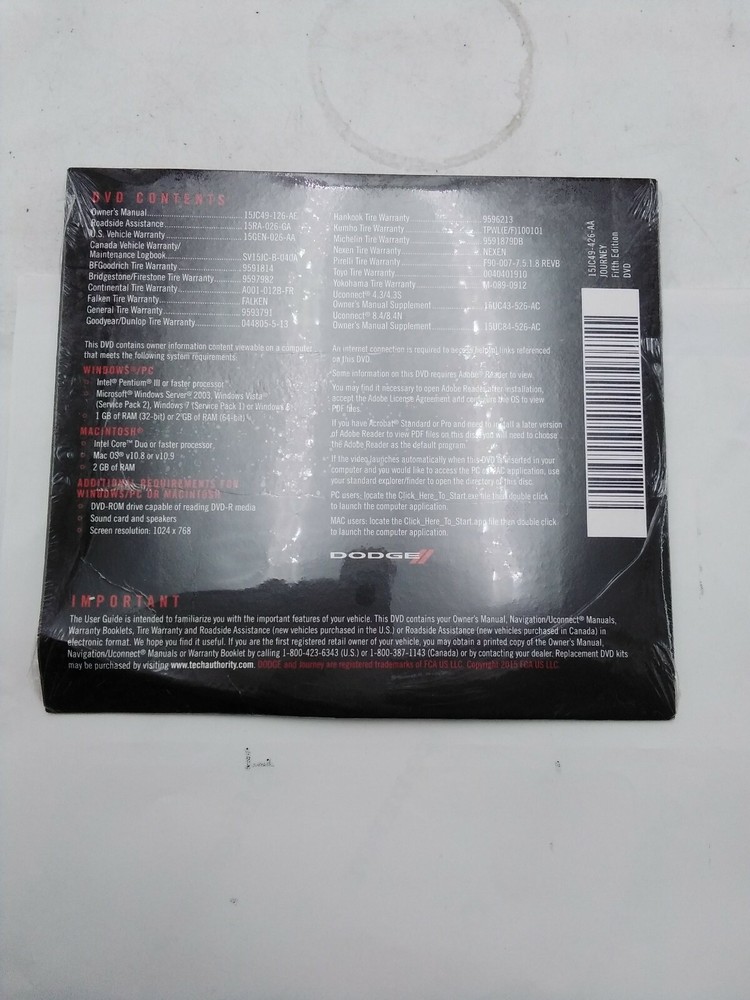 DVD CONTENTS
Owner's Manual 15JC49-126-AE
Roadside Assistance 15RA-026-GA
U.S. Vehicle Warranty 15GEN-026-AA
Canada Vehicle Warranty/
Maintenance Logbook SV15JC-B-040A
BFGoodrich Tire Warranty 9591814
Bridgestone/Firestone Tire Warranty 9597982
Continental Tire Warranty A001-012B-FR
Falken Tire Warranty FALKEN
General Tire Warranty 9593791
Goodyear/Dunlop Tire Warranty 044805-5-13
Hankook Tire Warranty 9596213
Kumho Tire Warranty TPWL(E/F)100101
Michelin Tire Warranty 9591879DB
Nexen Tire Warranty NEXEN
Pirelli Tire Warranty F90-007-7.5.1.8 REVB
Toyo Tire Warranty 0040401910
Yokohama Tire Warranty M-089-0912
Uconnect® 4.3/4.3S
Owner's Manual Supplement 15UC43-526-AC
Uconnect® 8.4/8.4N
Owner's Manual Supplement 15UC84-526-AC
This DVD contains owner information content viewable on a computer
that meets the following system requirements.
WINDOWS®/PC
Intel® Pentium® III or faster processor
Microsoft® Windows Server® 2003, Windows Vista®
(Service Pack 2), Windows 7 (Service Pack 1) or Windows 8
1 GB of RAM (32-bit) or 2 GB of RAM (64-bit)
MACINTOSH®
Intel Core™ Duo or faster processor
Mac OS® v10.8 or v10.9
2 GB of RAM
ADDITIONAL REQUIREMENTS FOR
WINDOWS/PC OR MACINTOSH
DVD-ROM drive capable of reading DVD-R media
Sound card and speakers
Screen resolution: 1024 x 768
An internet connection is required to access helpful links referenced
on this DVD.
Some information on this DVD requires Adobe® Reader to view.
You may find it necessary to open Adobe Reader after installation,
accept the Adobe License Agreement and configure the OS to view
PDF files.
If you have Acrobat® Standard or Pro and need to install a later version
of Adobe Reader to view PDF files on this disc, you will need to choose
the Adobe Reader as the default program.
If the video launches automatically when this DVD is inserted in your
computer and you would like to access the PC or MAC application, use
your standard explorer/finder to open the directory of this disc.
PC users: locate the Click_Here_To_Start.exe file then double click
to launch the computer application.
MAC users: locate the Click_Here_To_Start.app file then double click
to launch the computer application.
DODGE
15JC49-426-AA
JOURNEY
Fifth Edition
DVD
IMPORTANT
The User Guide is intended to familiarize you with the important features of your vehicle. This DVD contains your Owner's Manual, Navigation/Uconnect® Manuals,
Warranty Booklets, Tire Warranty and Roadside Assistance (new vehicles purchased in the U.S.) or Roadside Assistance (new vehicles purchased in Canada) in
electronic format. We hope you find it useful. If you are the first registered retail owner of your vehicle, you may obtain a printed copy of the Owner's Manual,
Navigation/Uconnect® Manuals or Warranty Booklet by calling 1-800-423-6343 (U.S.) or 1-800-387-1143 (Canada) or by contacting your dealer. Replacement DVD kits
may be purchased by visiting www.techauthority.com. DODGE and Journey are registered trademarks of FCA US LLC. Copyright 2015 FCA US LLC.